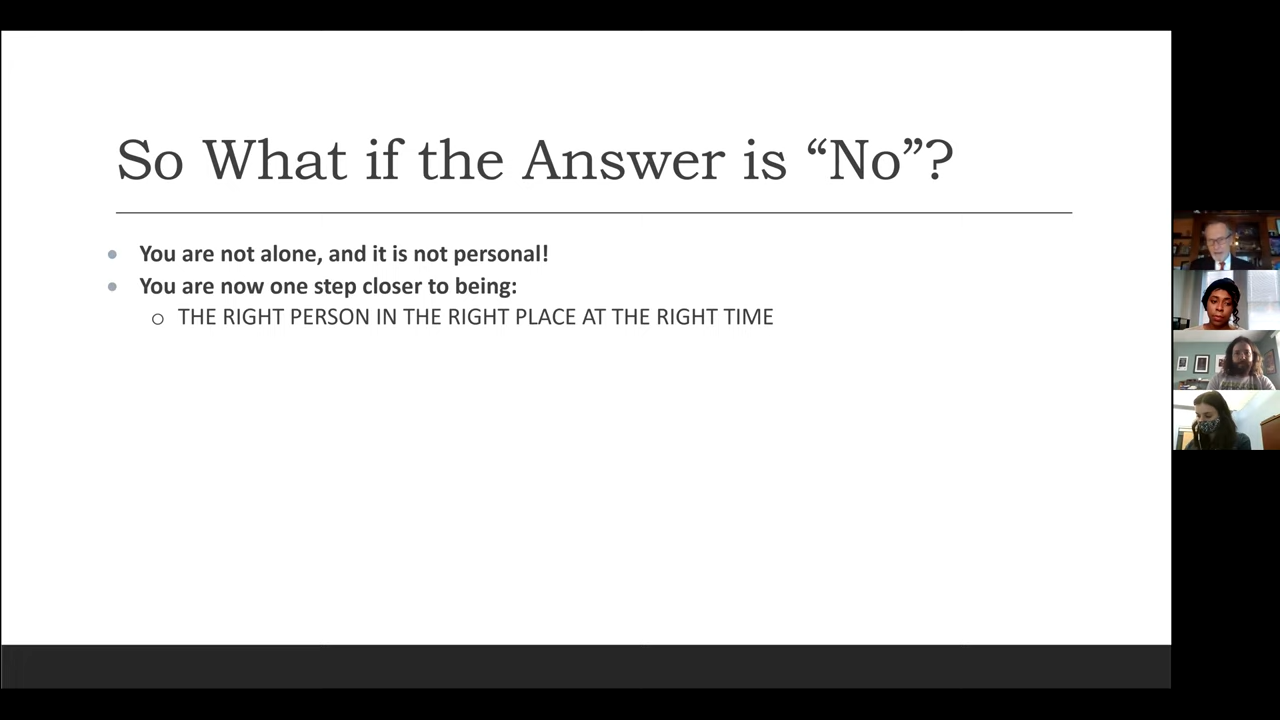 So What if the Answer is “No”?
You are not alone, and it is not personal!
You are now one step closer to being:
THE RIGHT PERSON IN THE RIGHT PLACE AT THE RIGHT TIME